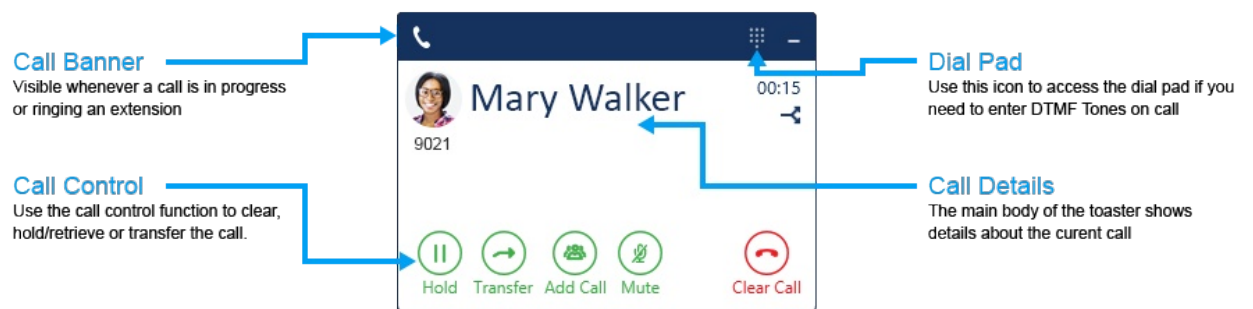 Call Banner
Visible whenever a call is in progress
or ringing an extension
Call Control
Use the call control function to clear,
hold/retrieve or transfer the call.
Mary Walker
00:15
9021
Hold Transfer Add Call Mute Clear Call
Dial Pad
Use this icon to access the dial pad if you
need to enter DTMF Tones on call
Call Details
The main body of the toaster shows
details about the curent call